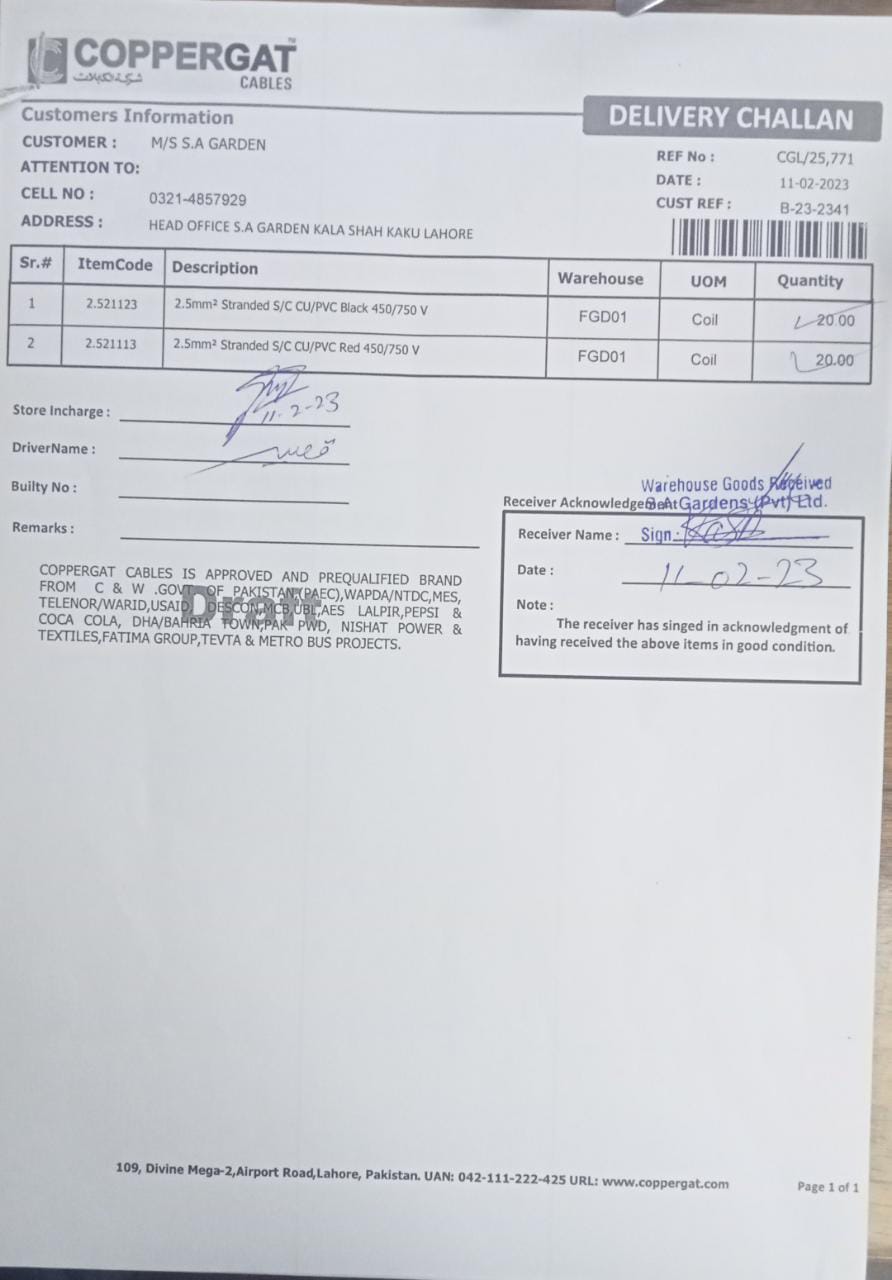 COPPERGAT™
شركة كيبلات
CABLES
Customers Information
DELIVERY CHALLAN
CUSTOMER : M/S S.A GARDEN
ATTENTION TO:
CELL NO : 0321-4857929
ADDRESS : HEAD OFFICE S.A GARDEN KALA SHAH KAKU LAHORE
REF No : CGL/25,771
DATE : 11-02-2023
CUST REF : B-23-2341
Sr.# ItemCode Description Warehouse UOM Quantity
1 2.521123 2.5mm² Stranded S/C CU/PVC Black 450/750 V FGD01 Coil 20.00
2 2.521113 2.5mm² Stranded S/C CU/PVC Red 450/750 V FGD01 Coil 20.00
Store Incharge : 11-2-23
DriverName :
Builty No :
Remarks :
Warehouse Goods Received
Receiver Acknowledgement
S.A Gardens (Pvt) Ltd.
Receiver Name : Sign:
Date : 11-02-23
Note :
The receiver has singed in acknowledgment of
having received the above items in good condition.
COPPERGAT CABLES IS APPROVED AND PREQUALIFIED BRAND
FROM C & W .GOVT. OF PAKISTAN,(PAEC),WAPDA/NTDC,MES,
TELENOR/WARID,USAID, DESCON,MCB,UBL,AES LALPIR,PEPSI &
COCA COLA, DHA/BAHRIA TOWN,PAK PWD, NISHAT POWER &
TEXTILES,FATIMA GROUP,TEVTA & METRO BUS PROJECTS.
Draft
109, Divine Mega-2,Airport Road,Lahore, Pakistan. UAN: 042-111-222-425 URL: www.coppergat.com
Page 1 of 1